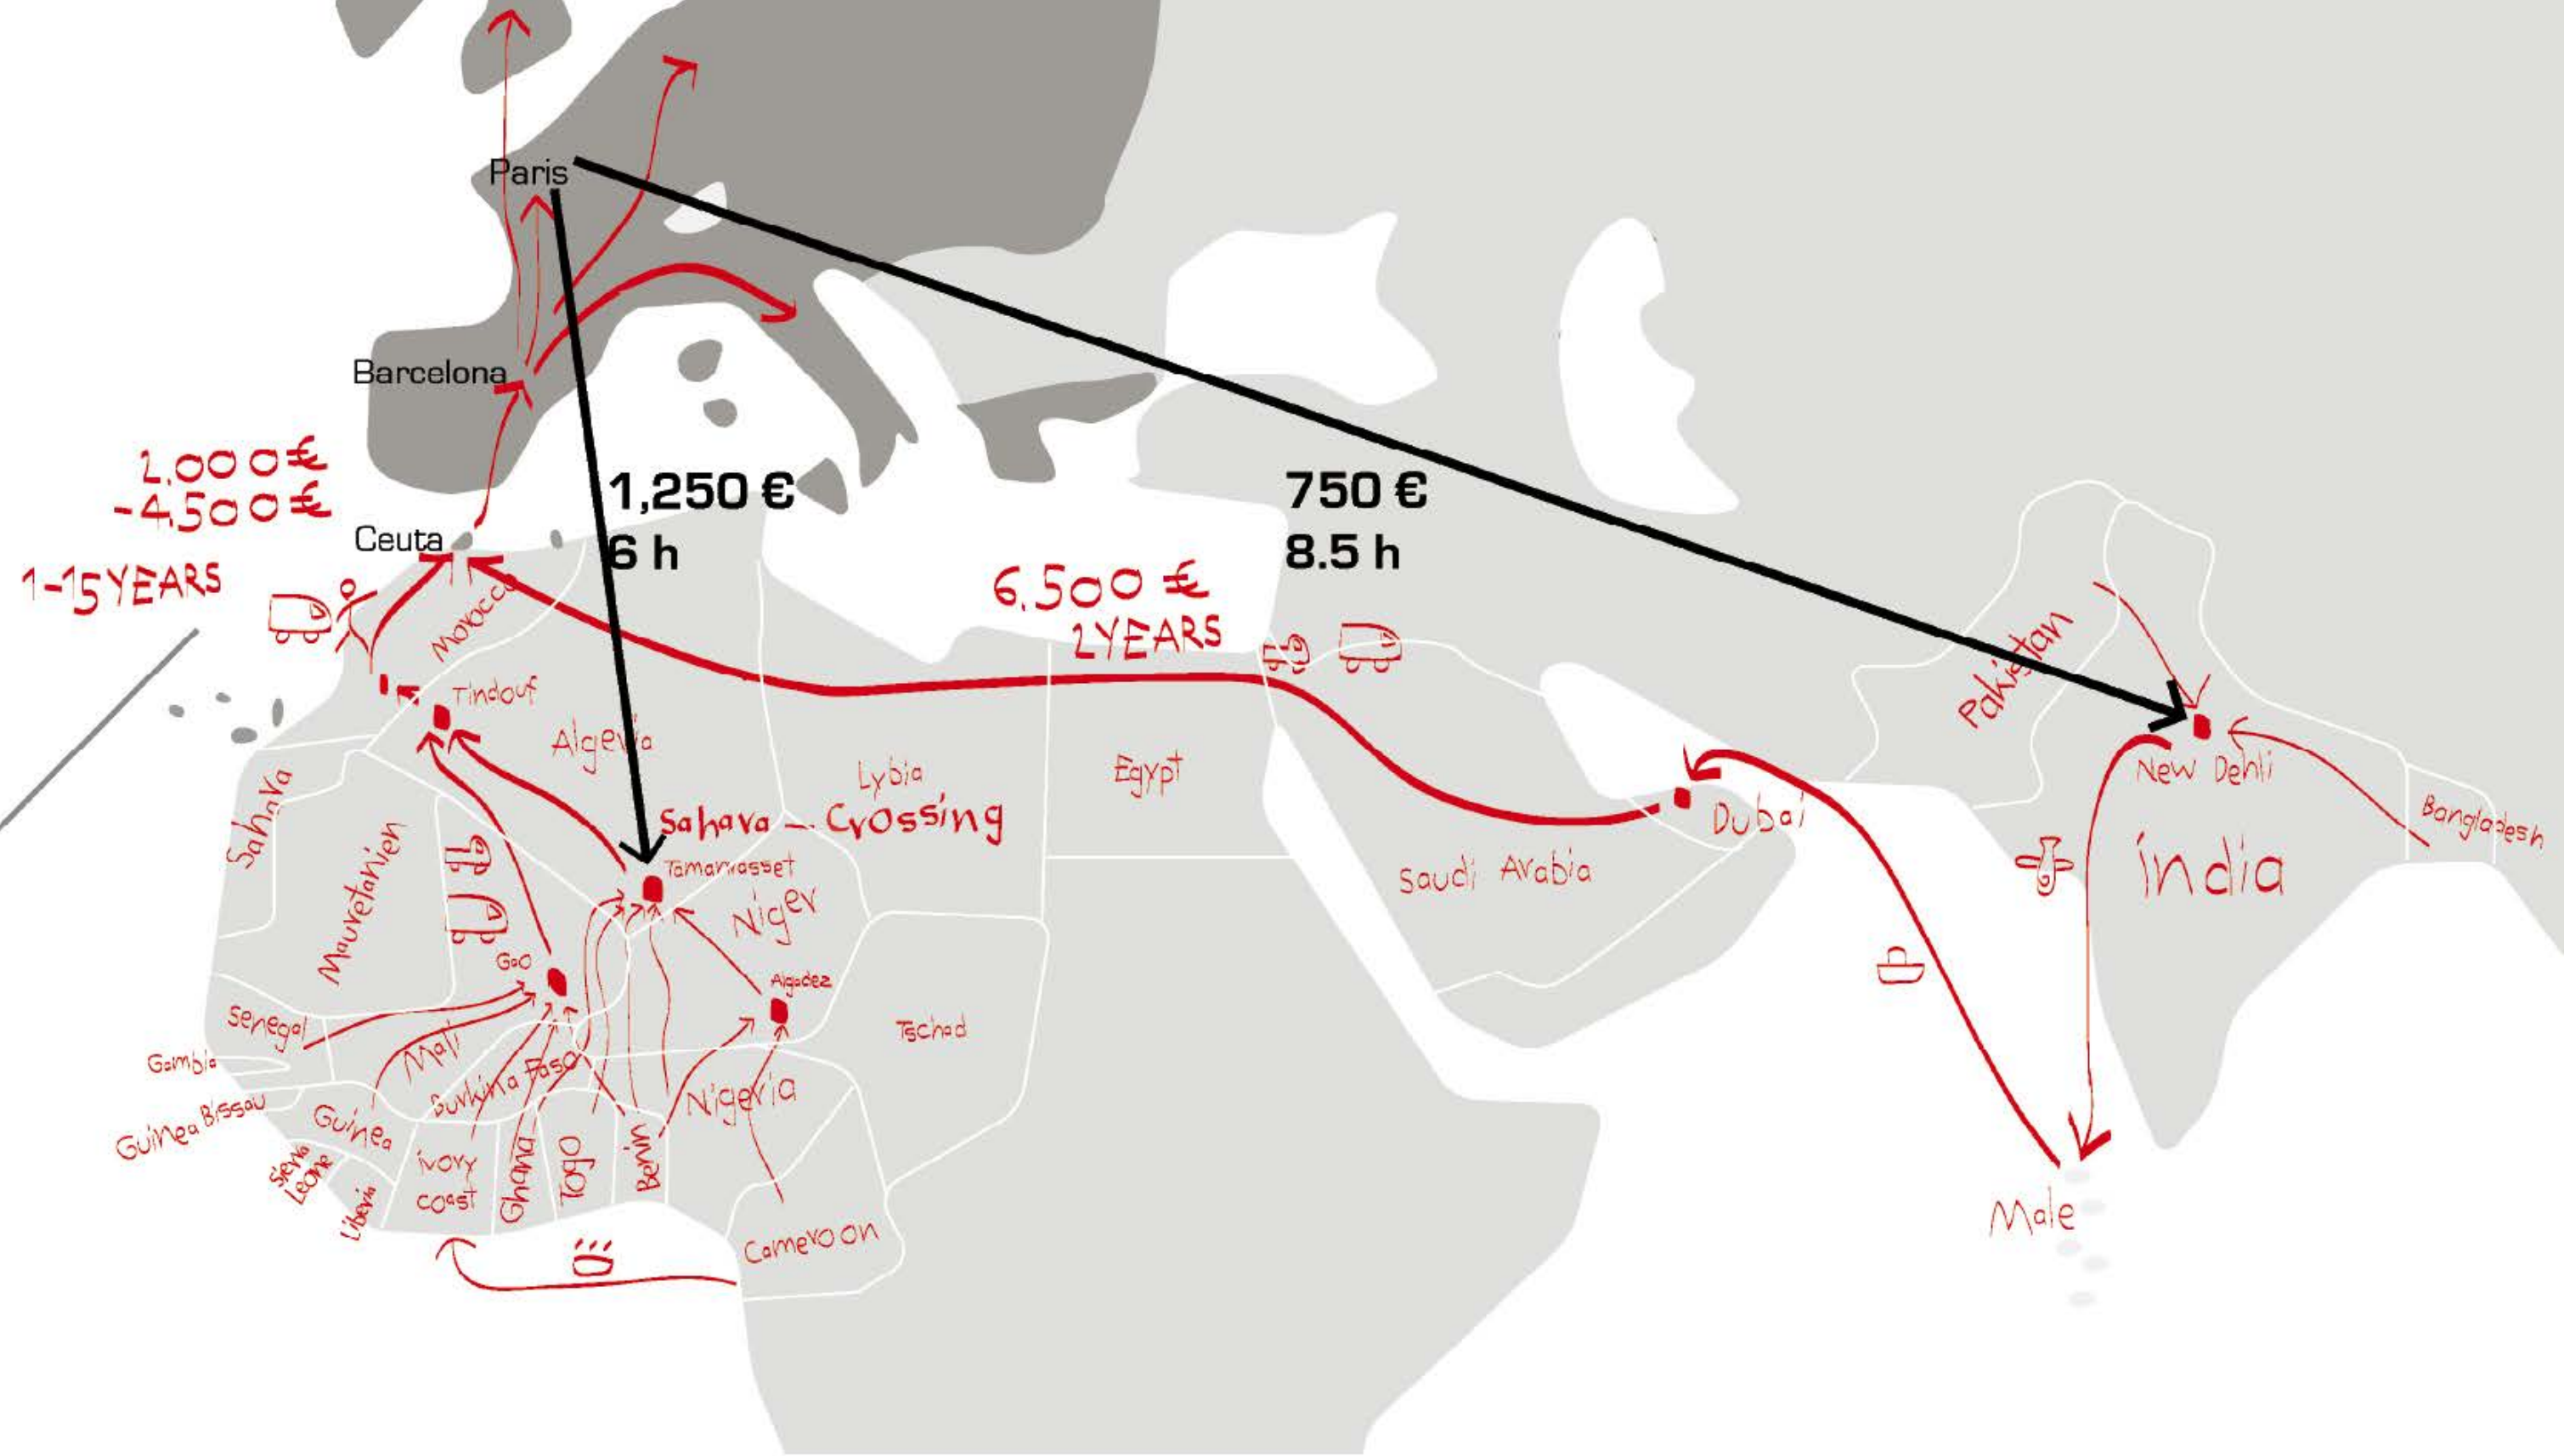 Paris
Barcelona
2.000€
-4.500€
Ceuta
1-15 YEARS
1,250 €
6 h
750 €
8.5 h
6.500 €
2 YEARS
Morocco
Tindouf
Algeria
Lybia
Egypt
Sahara - Crossing
Tamanrasset
Sahara
Mauretanien
Niger
Gao
Algadez
Tschad
Senegal
Gambia
Mali
Burkina Faso
Guinea Bissau
Guinea
Nigeria
Sierra
Leone
Liberia
ivory
coast
Ghana
Togo
Benin
Cameroon
Saudi Arabia
Dubai
Pakistan
New Dehli
Bangladesh
india
Male